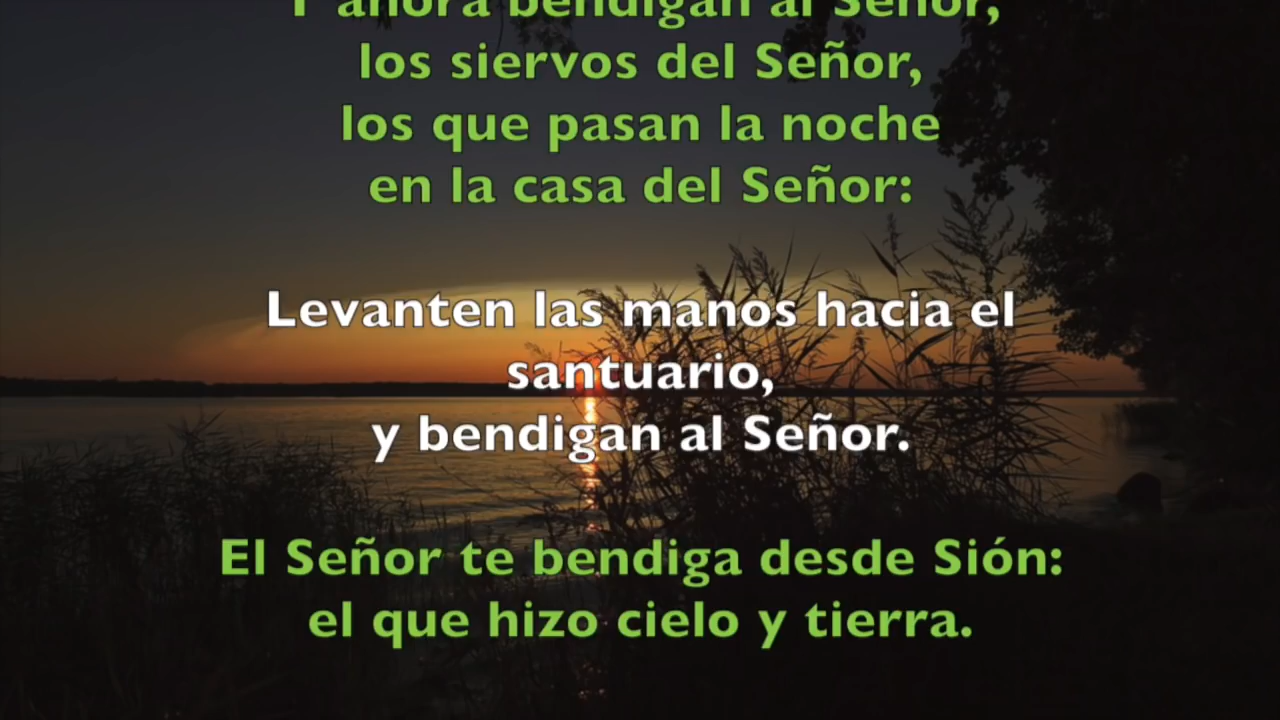 Y ahora bendigan al Señor,
los siervos del Señor,
los que pasan la noche
en la casa del Señor:
Levanten las manos hacia el
santuario,
y bendigan al Señor.
El Señor te bendiga desde Sión:
el que hizo cielo y tierra.